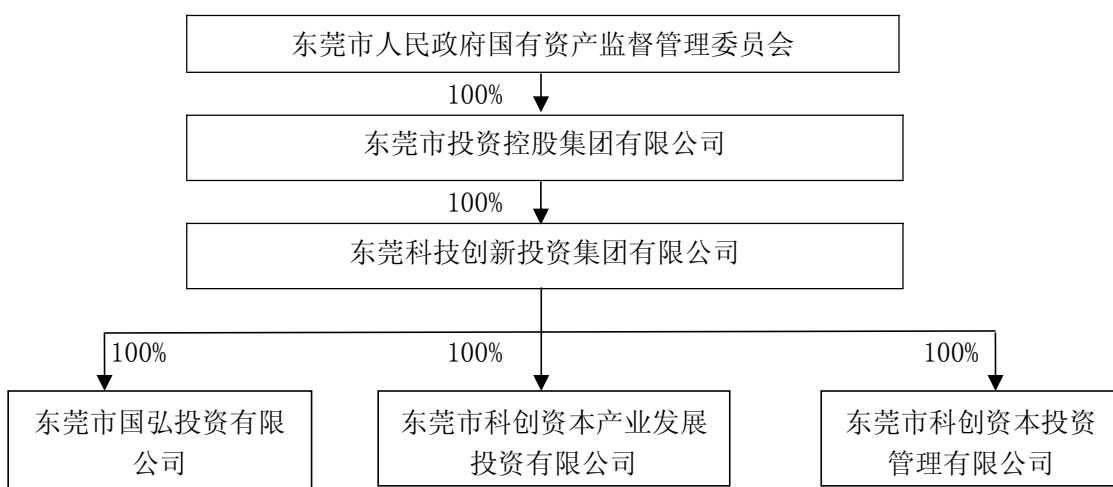 东莞市人民政府国有资产监督管理委员会
100%
东莞市投资控股集团有限公司
100%
东莞科技创新投资集团有限公司
100%
100%
100%
东莞市国弘投资有限
公司
东莞市科创资本产业发展
投资有限公司
东莞市科创资本投资
管理有限公司